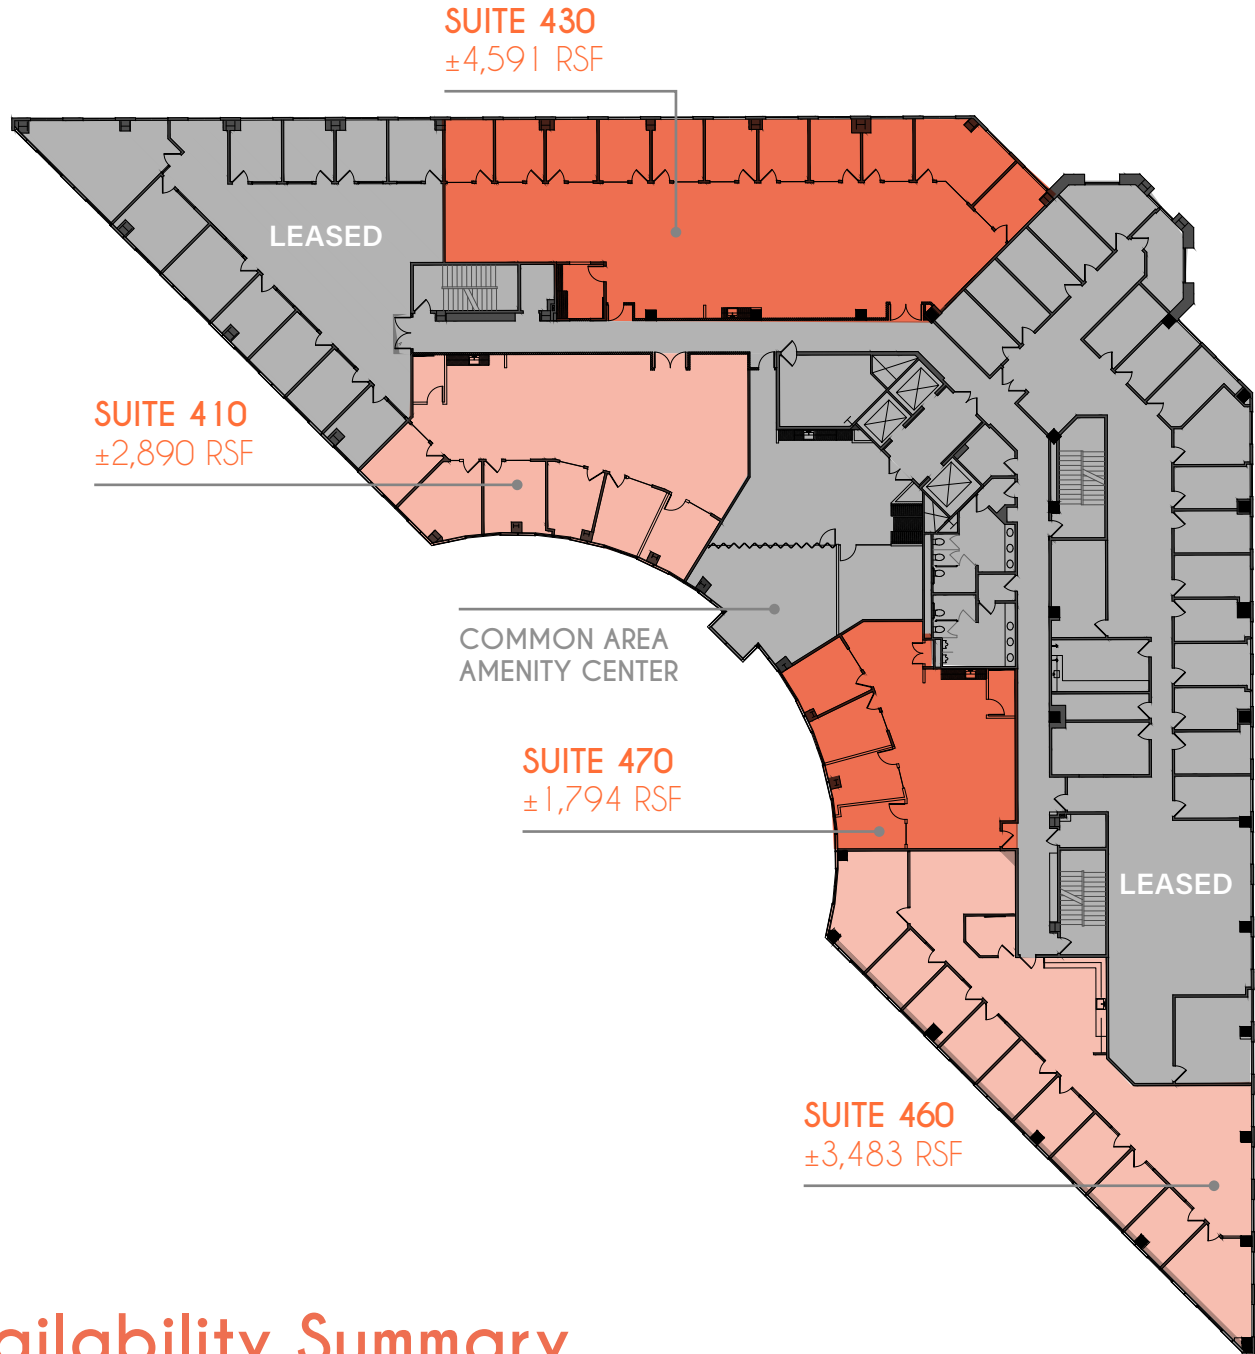 SUITE 430
±4,591 RSF
LEASED
SUITE 410
±2,890 RSF
COMMON AREA
AMENITY CENTER
SUITE 470
±1,794 RSF
LEASED
SUITE 460
±3,483 RSF
ailability Summary